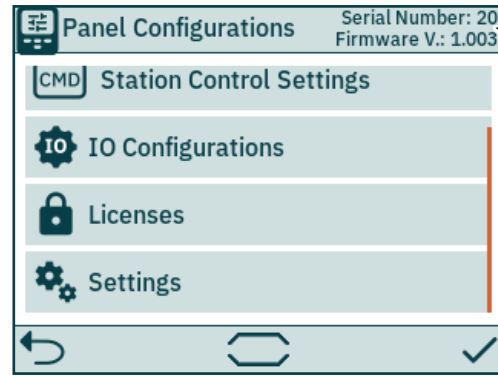 Panel Configurations
Serial Number: 20
Firmware V.: 1.003
CMD Station Control Settings
IO IO Configurations
Licenses
Settings